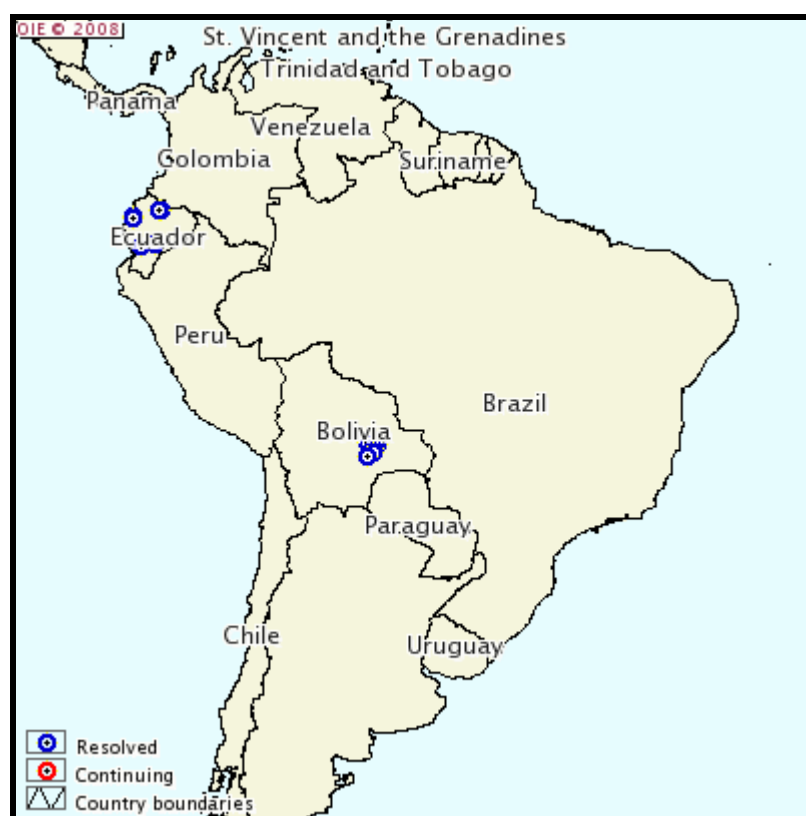 OIE © 2008
St. Vincent and the Grenadines
Trinidad and Tobago
Panama
Venezuela
Colombia
Suriname
Ecuador
Peru
Brazil
Bolivia
Paraguay
Chile
Uruguay
Resolved
Continuing
Country boundaries